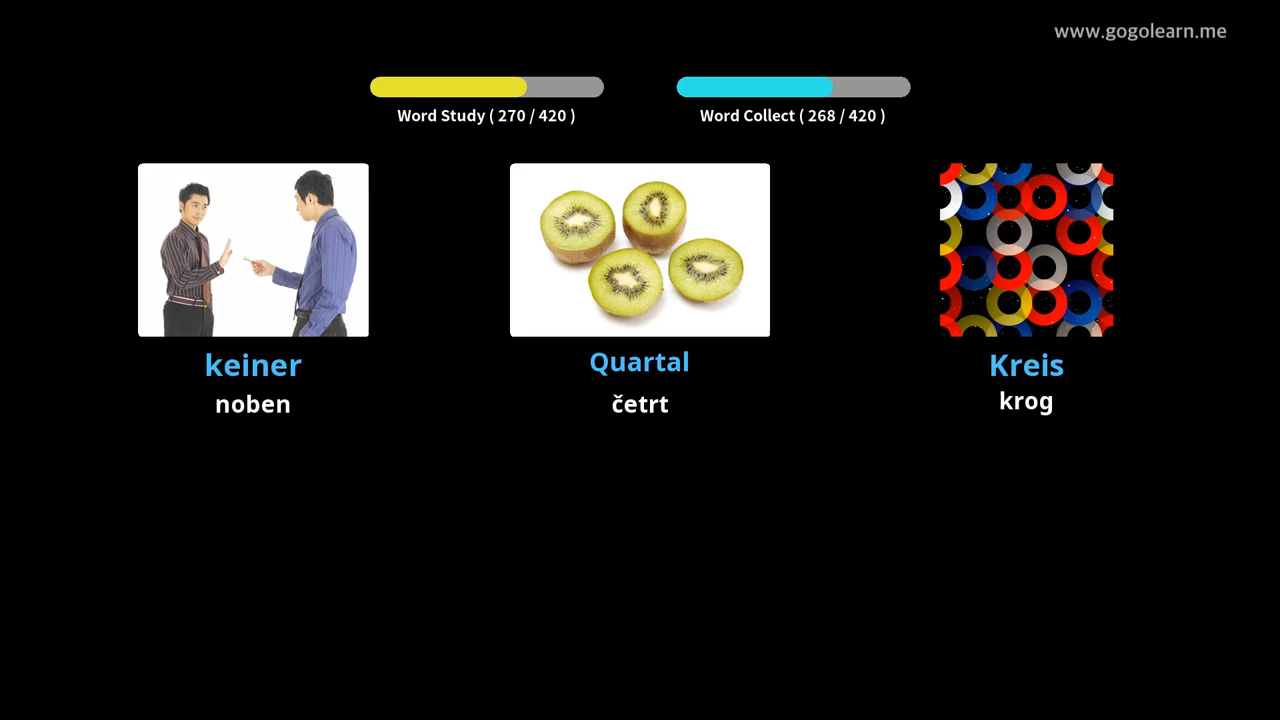 www.gogolearn.me
Word Study ( 270 / 420 )
Word Collect ( 268 / 420 )
keiner
noben
Quartal
četrt
Kreis
krog